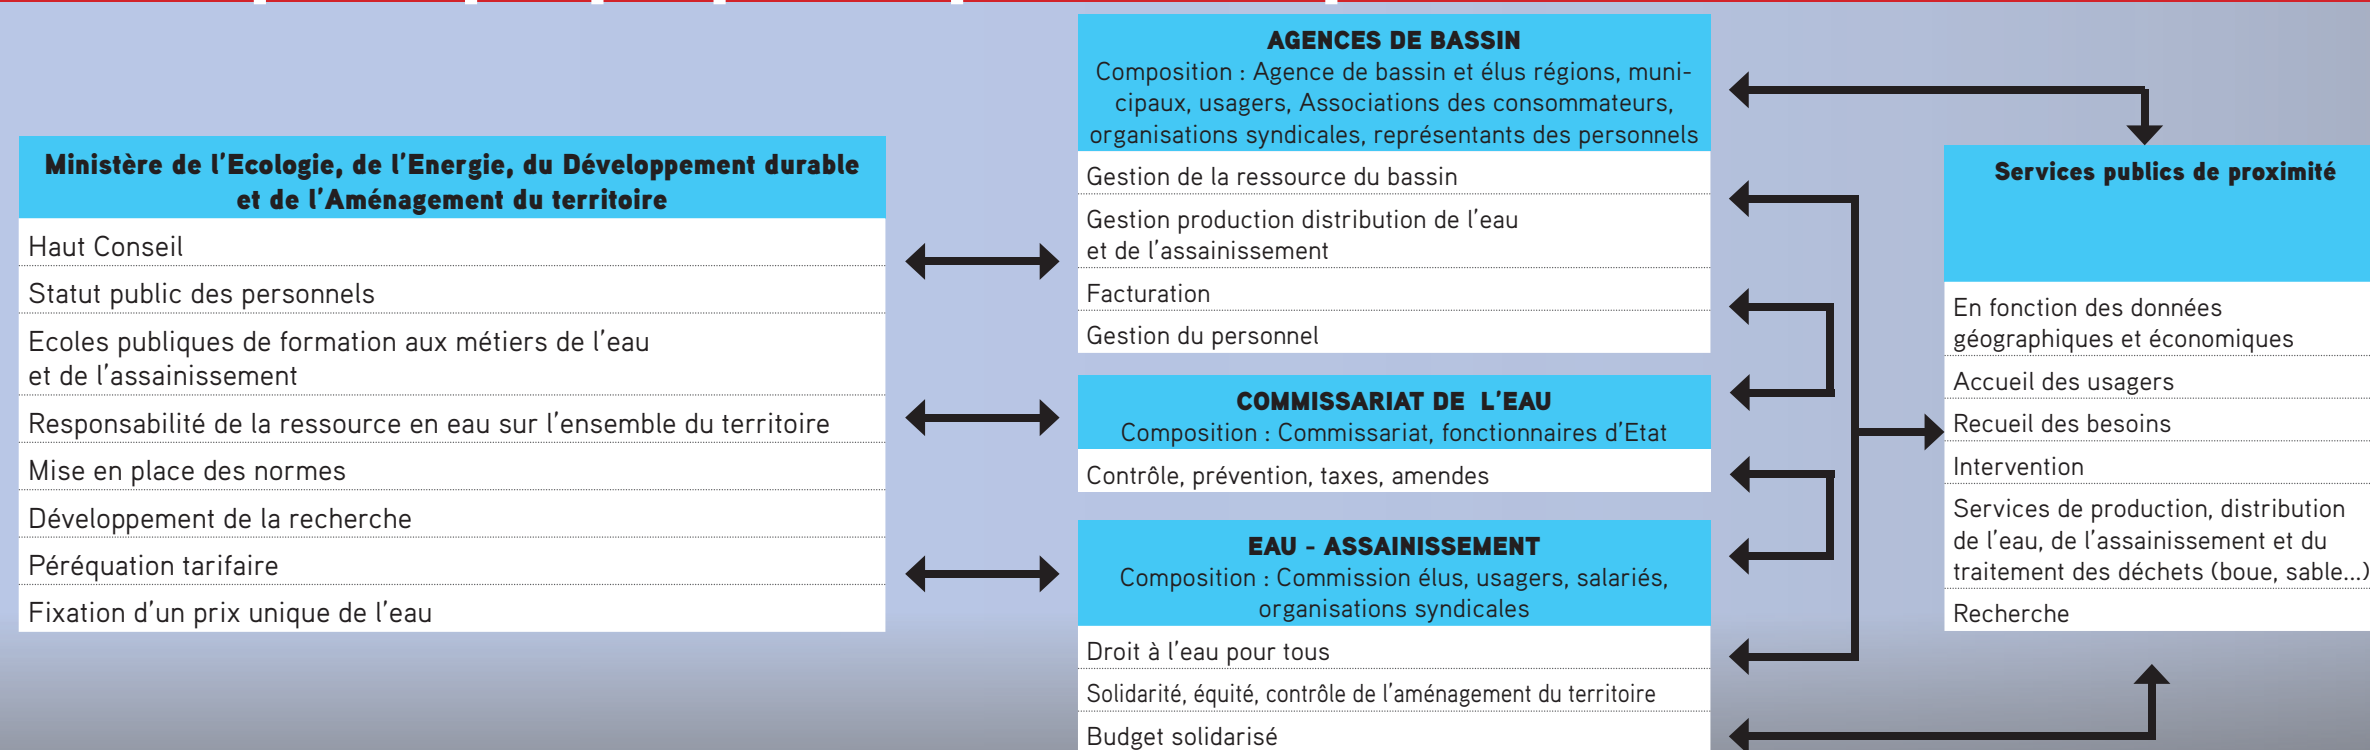 Ministère de l'Ecologie, de l'Energie, du Développement durable
et de l'Aménagement du territoire
Haut Conseil
Statut public des personnels
Ecoles publiques de formation aux métiers de l'eau
et de l'assainissement
Responsabilité de la ressource en eau sur l'ensemble du territoire
Mise en place des normes
Développement de la recherche
Péréquation tarifaire
Fixation d'un prix unique de l'eau
AGENCES DE BASSIN
Composition : Agence de bassin et élus régions, muni-
cipaux, usagers, Associations des consommateurs,
organisations syndicales, représentants des personnels
Gestion de la ressource du bassin
Gestion production distribution de l'eau
et de l'assainissement
Facturation
Gestion du personnel
COMMISSARIAT DE L'EAU
Composition : Commissariat, fonctionnaires d'Etat
Contrôle, prévention, taxes, amendes
EAU - ASSAINISSEMENT
Composition : Commission élus, usagers, salariés,
organisations syndicales
Droit à l'eau pour tous
Solidarité, équité, contrôle de l'aménagement du territoire
Budget solidarisé
Services publics de proximité
En fonction des données
géographiques et économiques
Accueil des usagers
Recueil des besoins
Intervention
Services de production, distribution
de l'eau, de l'assainissement et du
traitement des déchets (boue, sable...)
Recherche